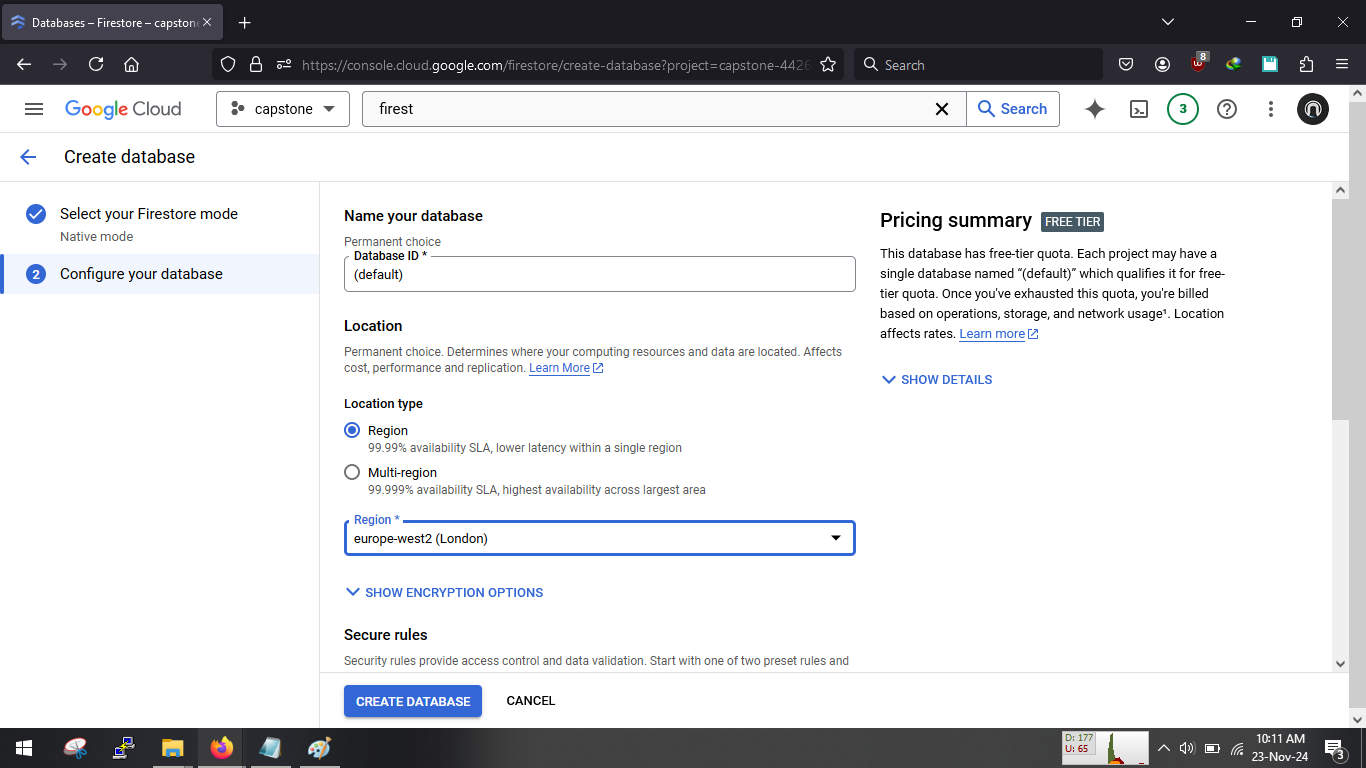 Databases – Firestore – capstone
https://console.cloud.google.com/firestore/create-database?project=capstone-4426
Search
8
Google Cloud
capstone
firest
Search
3
Create database
Select your Firestore mode
Native mode
2
Configure your database
Name your database
Permanent choice
Database ID *
(default)
Location
Permanent choice. Determines where your computing resources and data are located. Affects
cost, performance and replication. Learn More
Location type
Region
99.99% availability SLA, lower latency within a single region
Multi-region
99.999% availability SLA, highest availability across largest area
Region *
europe-west2 (London)
SHOW ENCRYPTION OPTIONS
Secure rules
Security rules provide access control and data validation. Start with one of two preset rules and
CREATE DATABASE
CANCEL
Pricing summary
FREE TIER
This database has free-tier quota. Each project may have a
single database named “(default)” which qualifies it for free-
tier quota. Once you've exhausted this quota, you're billed
based on operations, storage, and network usage¹. Location
affects rates. Learn more
SHOW DETAILS
D: 177
U: 65
10:11 AM
23-Nov-24
3